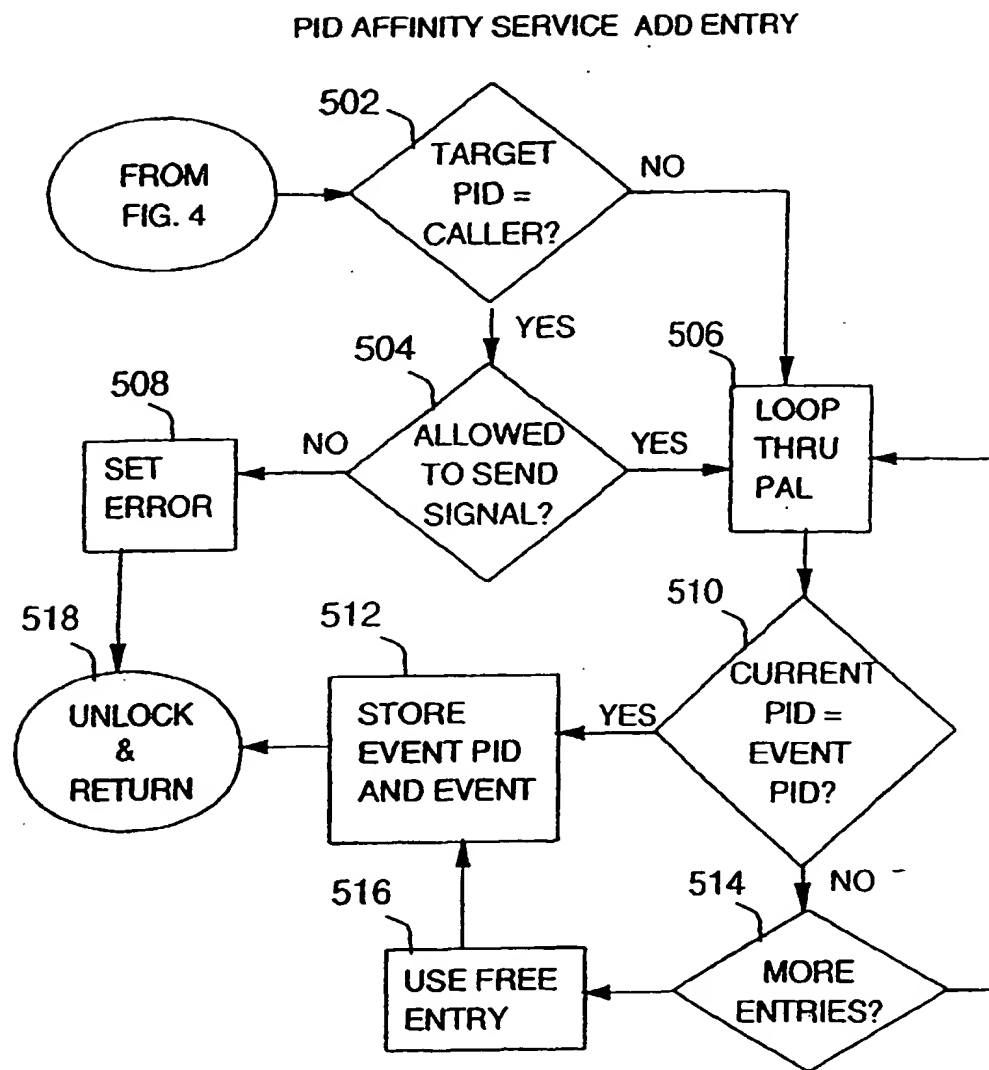 PID AFFINITY SERVICE ADD ENTRY
502
FROM
FIG. 4
TARGET
PID =
CALLER?
NO
YES
504
506
508
ALLOWED
TO SEND
SIGNAL?
NO
YES
LOOP
THRU
PAL
SET
ERROR
510
512
518
CURRENT
PID =
EVENT
PID?
YES
STORE
EVENT PID
AND EVENT
UNLOCK
&
RETURN
NO
514
516
MORE
ENTRIES?
USE FREE
ENTRY